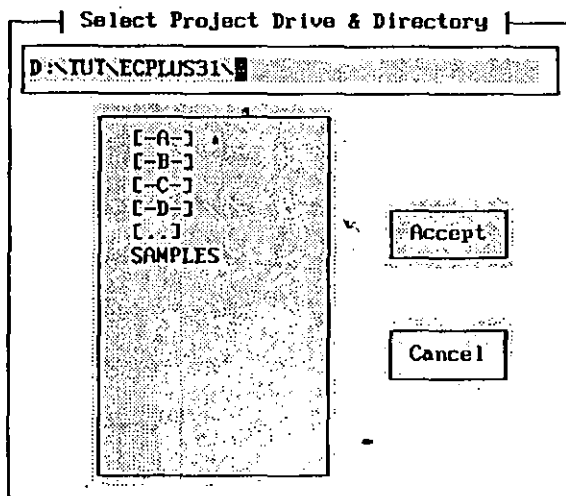 Select Project Drive & Directory
D:\TUT\ECPLUS31\
[-A-]
[-B-]
[-C-]
[-D-]
[..]
SAMPLES
Accept
Cancel